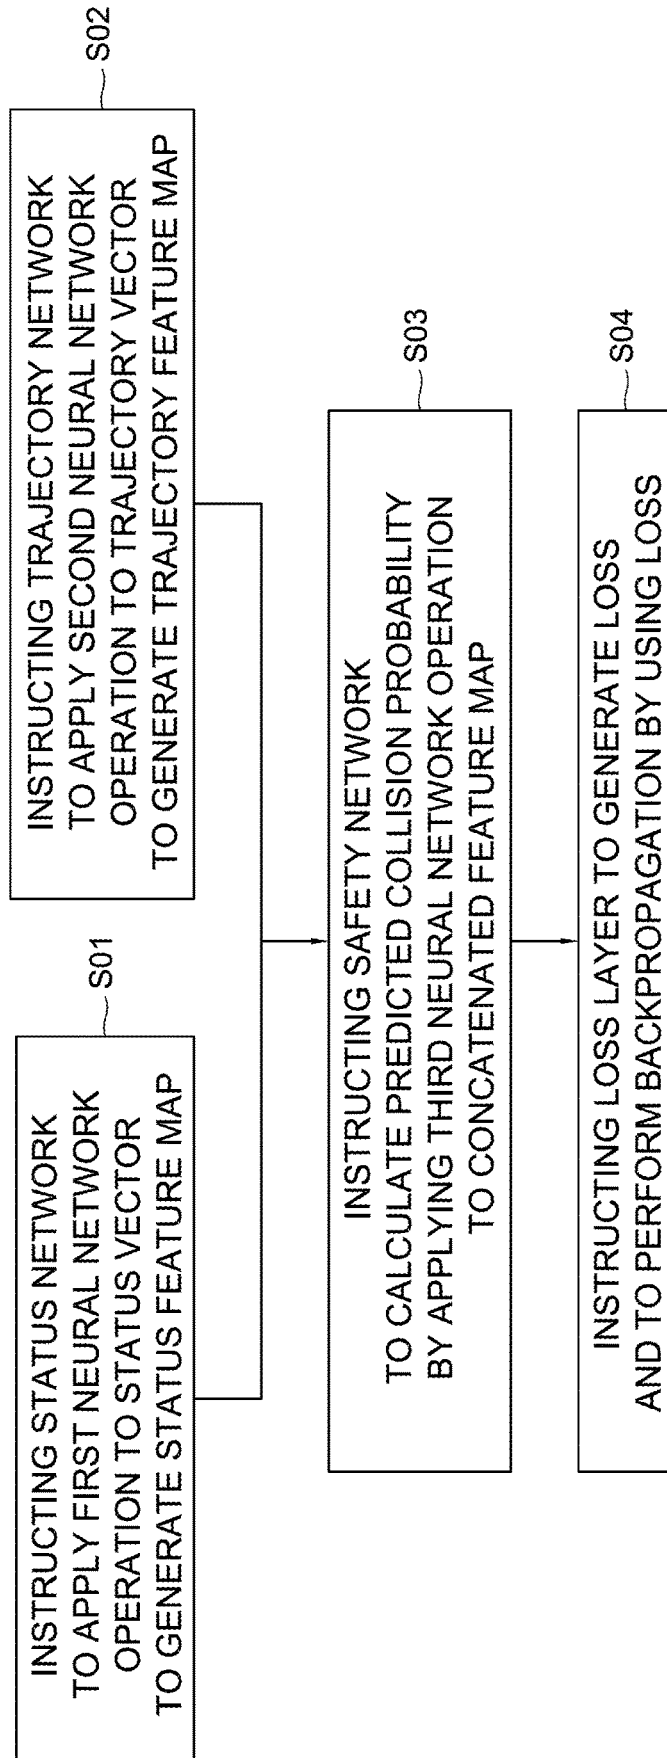 INSTRUCTING STATUS NETWORK
TO APPLY FIRST NEURAL NETWORK
OPERATION TO STATUS VECTOR
TO GENERATE STATUS FEATURE MAP
S01
INSTRUCTING TRAJECTORY NETWORK
TO APPLY SECOND NEURAL NETWORK
OPERATION TO TRAJECTORY VECTOR
TO GENERATE TRAJECTORY FEATURE MAP
S02
INSTRUCTING SAFETY NETWORK
TO CALCULATE PREDICTED COLLISION PROBABILITY
BY APPLYING THIRD NEURAL NETWORK OPERATION
TO CONCATENATED FEATURE MAP
S03
INSTRUCTING LOSS LAYER TO GENERATE LOSS
AND TO PERFORM BACKPROPAGATION BY USING LOSS
S04